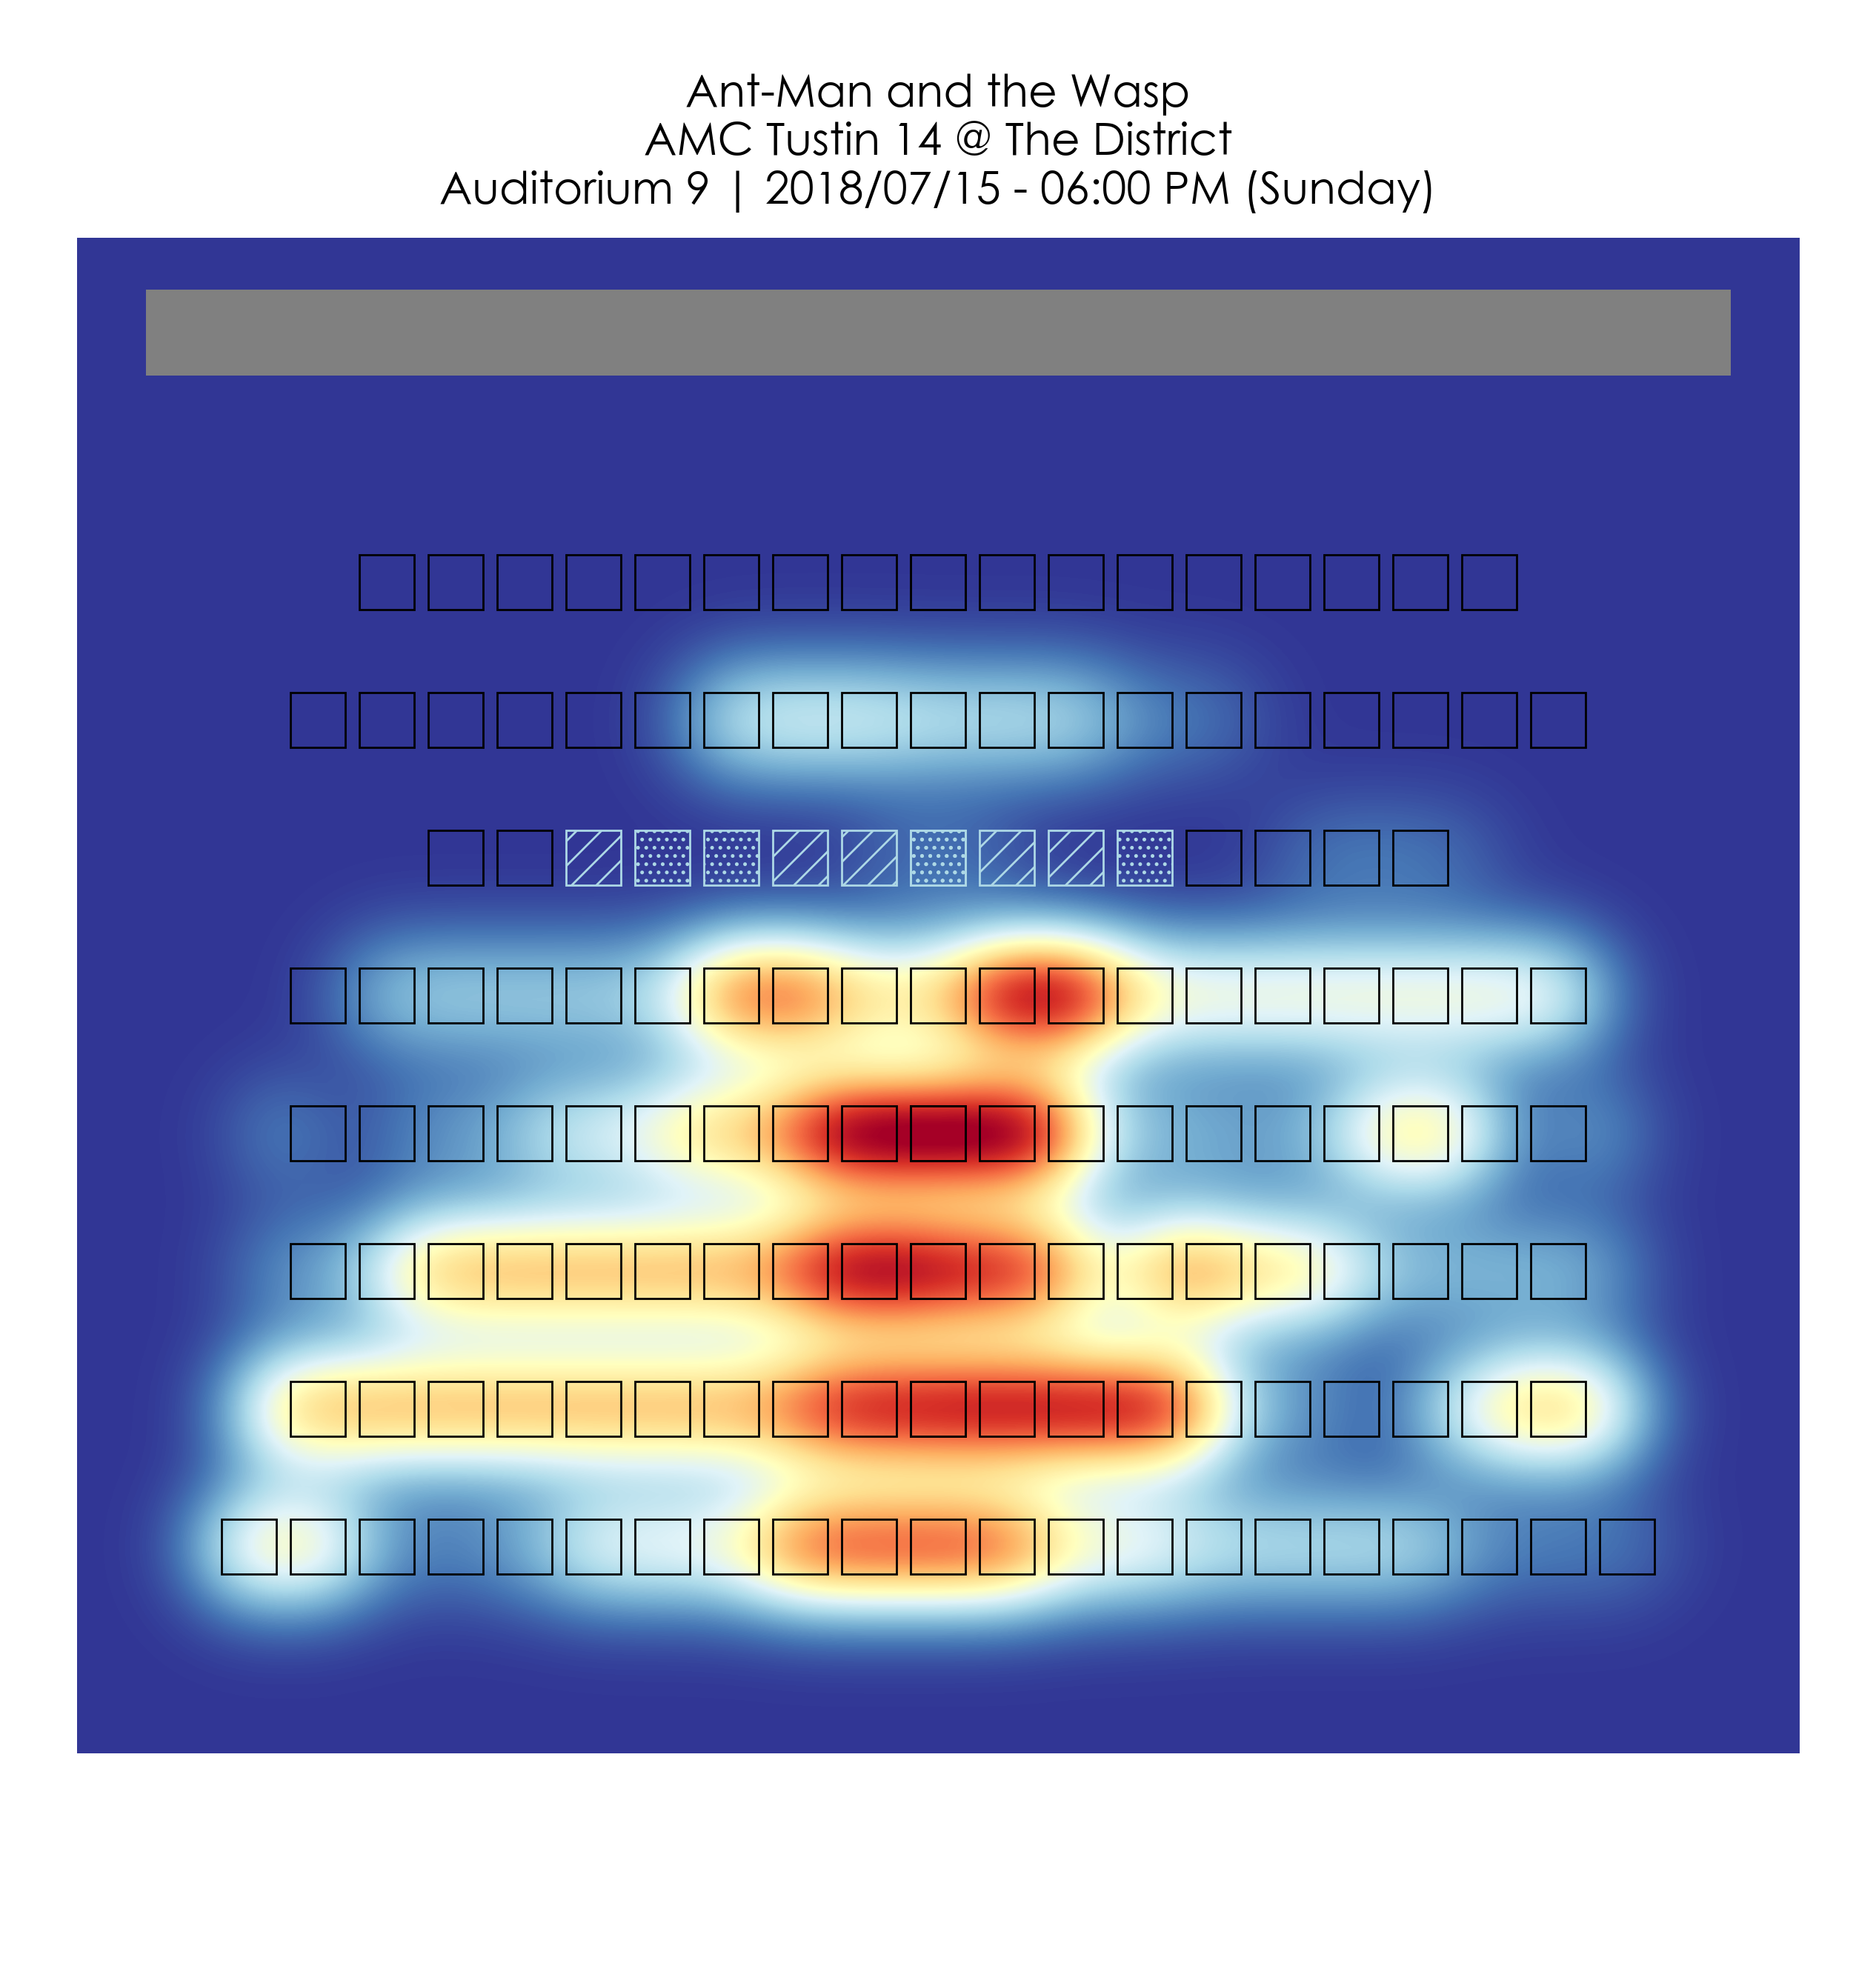 Ant-Man and the Wasp
AMC Tustin 14 @ The District
Auditorium 9 | 2018/07/15 - 06:00 PM (Sunday)